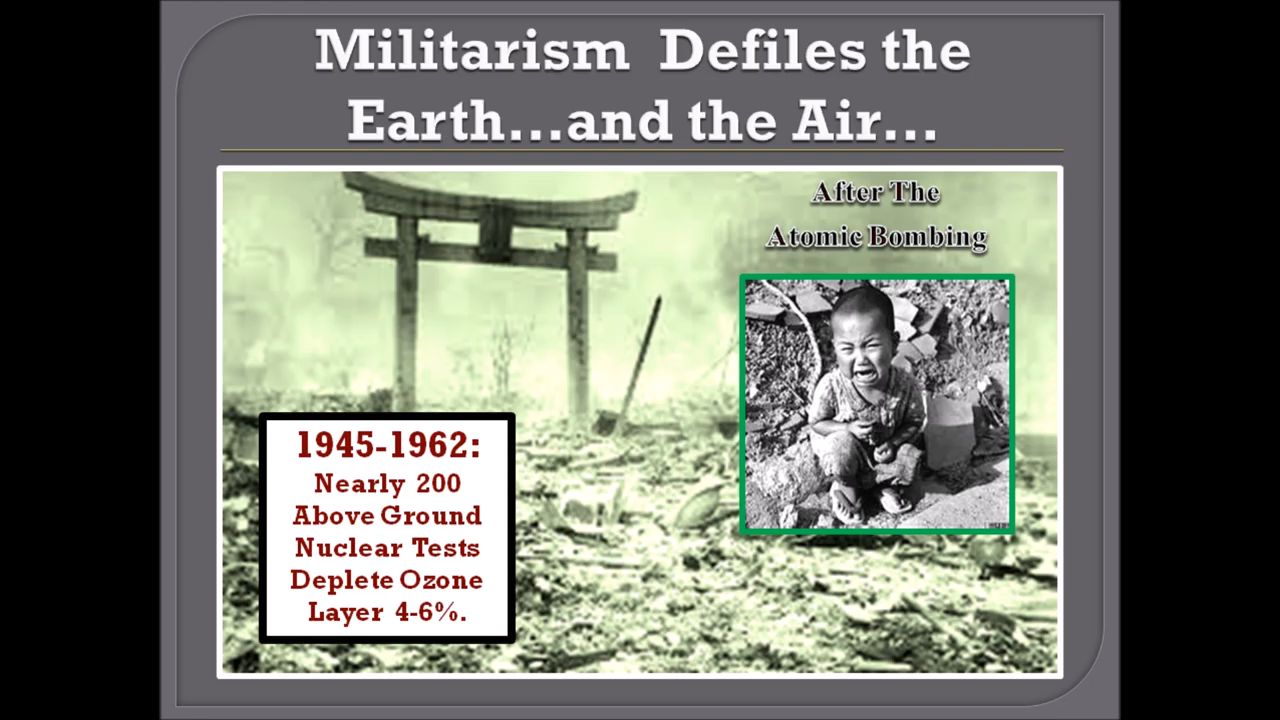 Militarism Defiles the
Earth...and the Air...
After The
Atomic Bombing
1945-1962:
Nearly 200
Above Ground
Nuclear Tests
Deplete Ozone
Layer 4-6%.